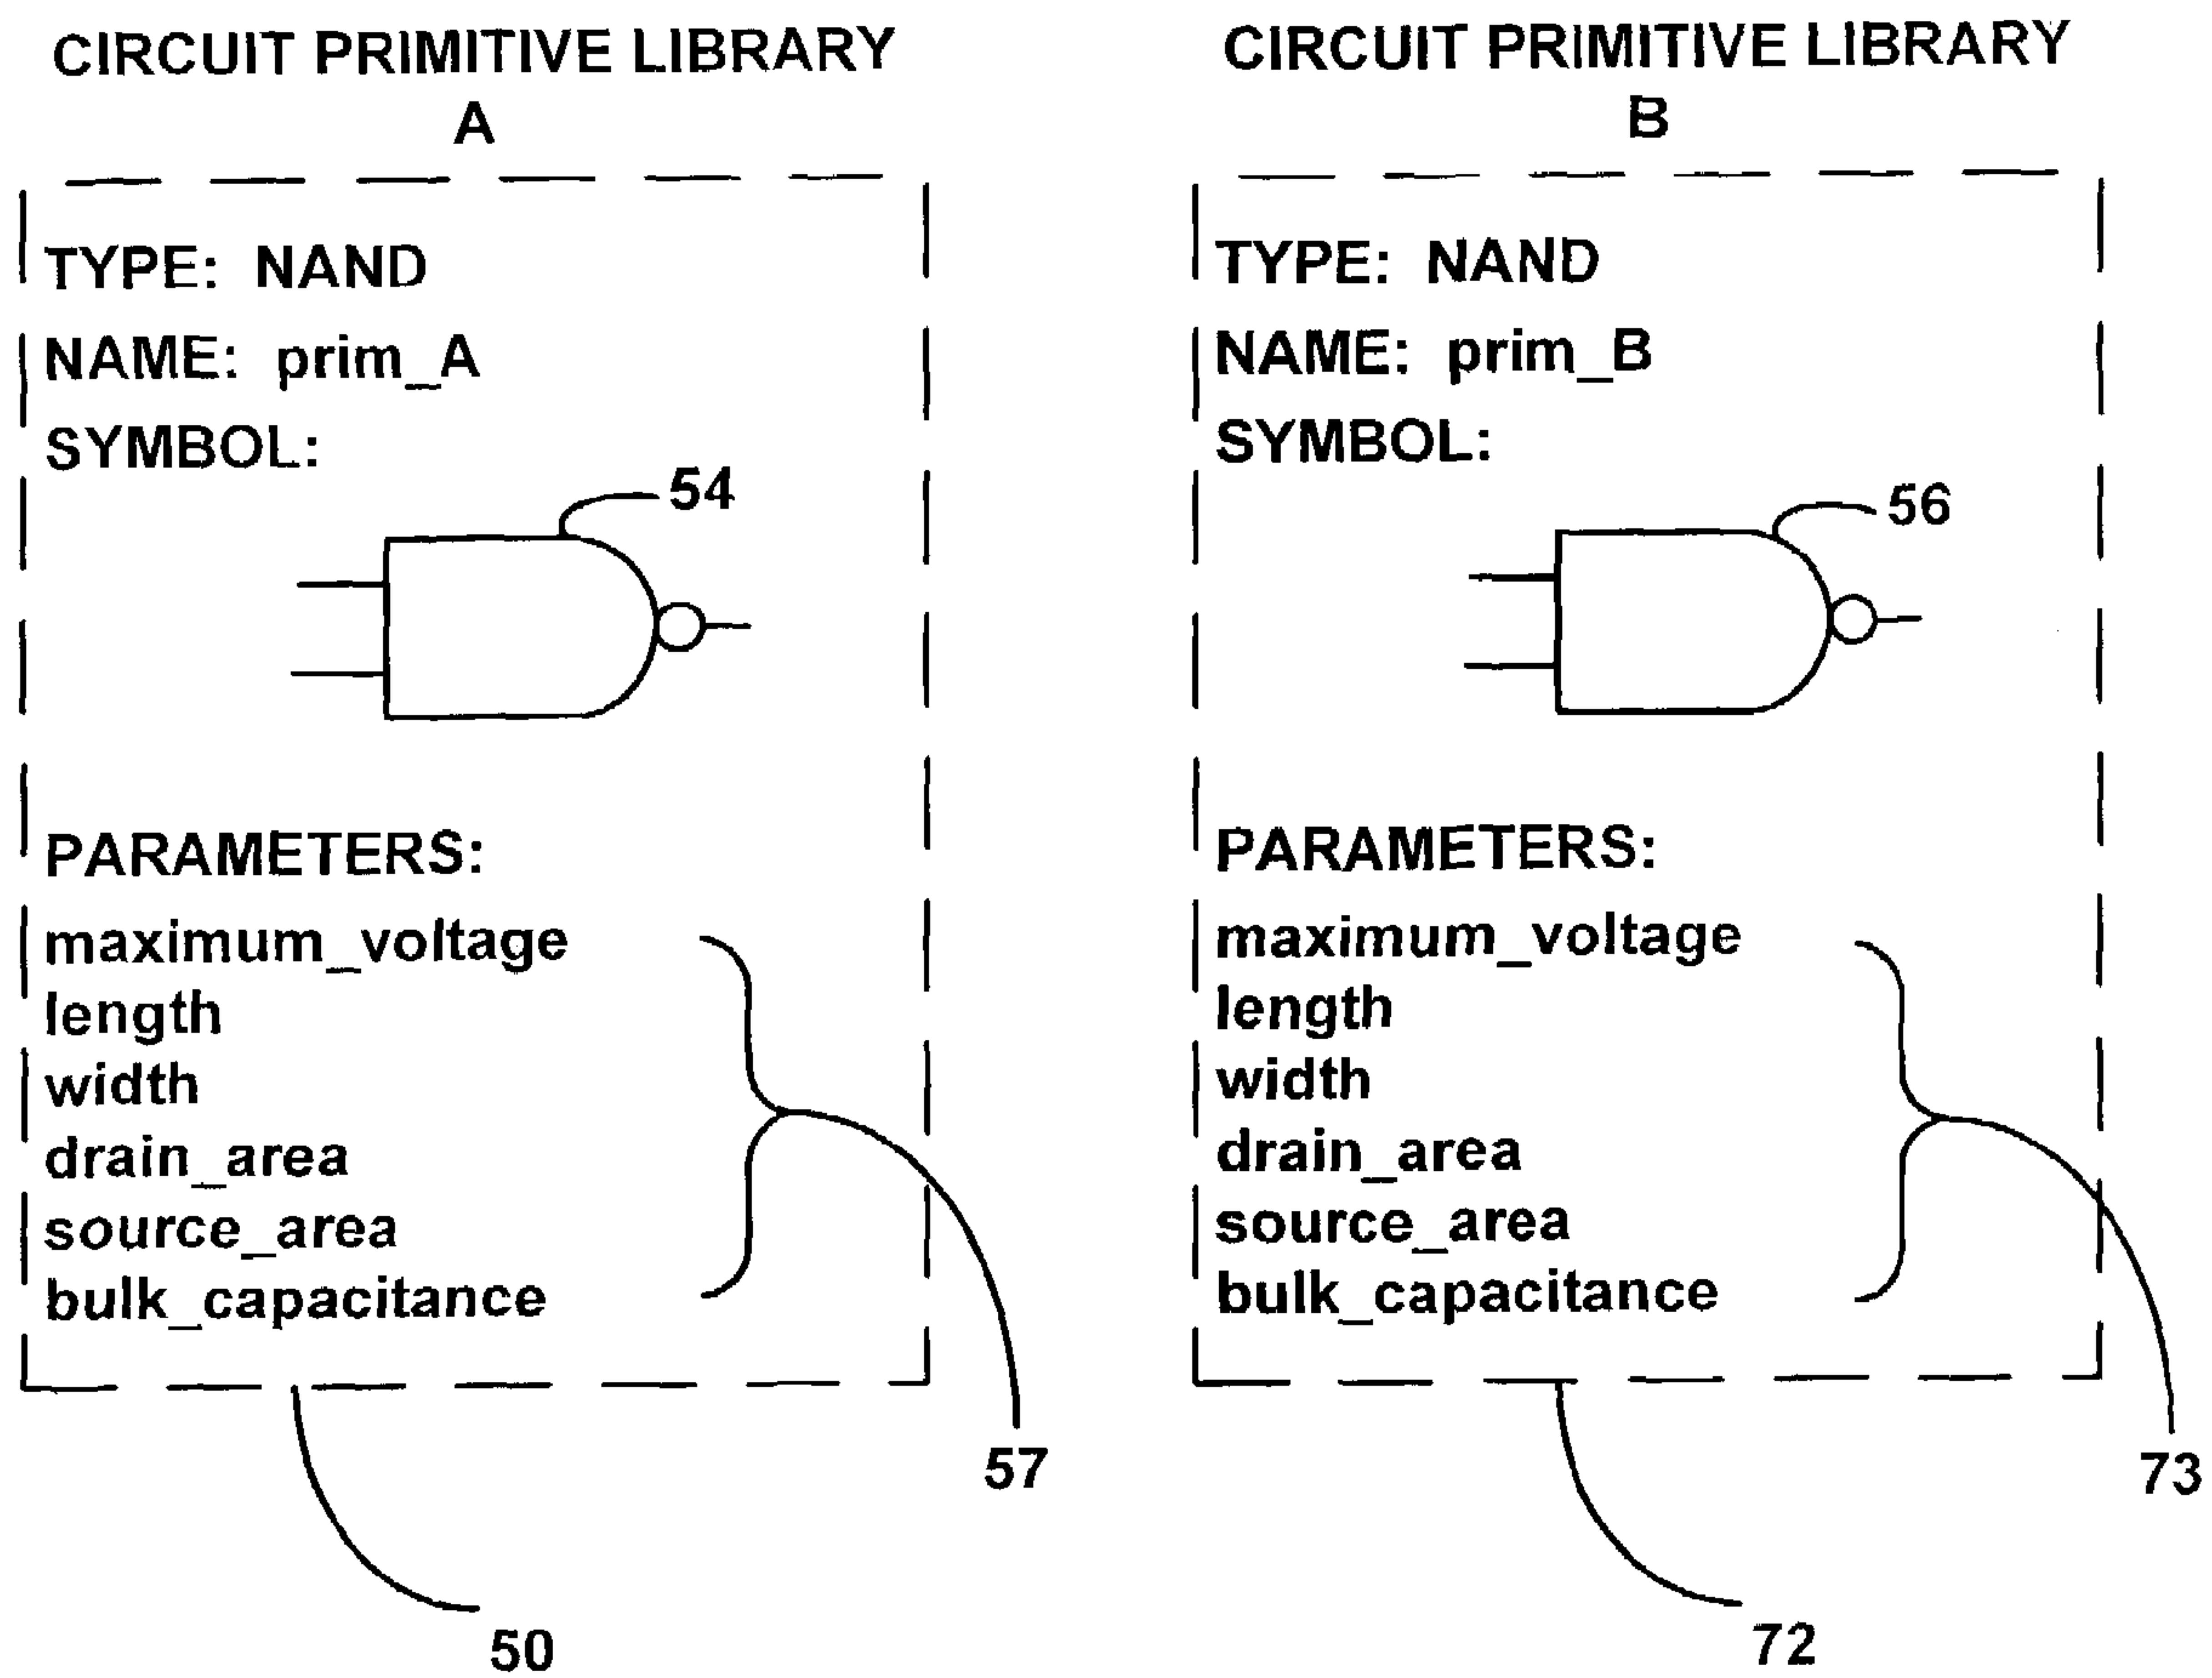 CIRCUIT PRIMITIVE LIBRARY
A
TYPE: NAND
NAME: prim_A
SYMBOL:
54
PARAMETERS:
maximum_voltage
length
width
drain_area
source_area
bulk_capacitance
57
50
CIRCUIT PRIMITIVE LIBRARY
B
TYPE: NAND
NAME: prim_B
SYMBOL:
56
PARAMETERS:
maximum_voltage
length
width
drain_area
source_area
bulk_capacitance
73
72